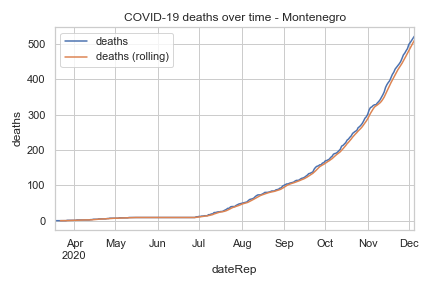 COVID-19 deaths over time - Montenegro
deaths
deaths (rolling)
500
400
300
200
100
0
deaths
Apr May Jun Jul Aug Sep Oct Nov Dec
2020
dateRep